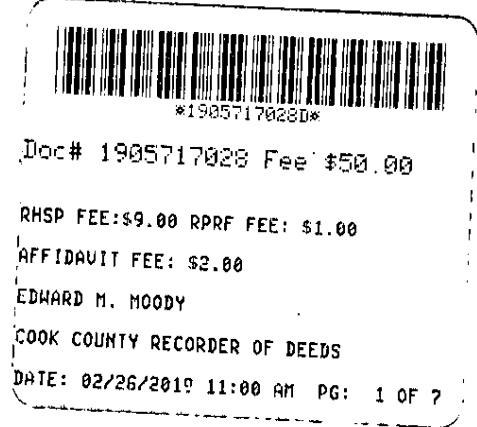 *1905717028D*
Doc# 1905717028 Fee $50.00
RHSP FEE:$9.00 RPRF FEE: $1.00
AFFIDAVIT FEE: $2.00
EDWARD M. MOODY
COOK COUNTY RECORDER OF DEEDS
DATE: 02/26/2019 11:00 AM PG: 1 OF 7